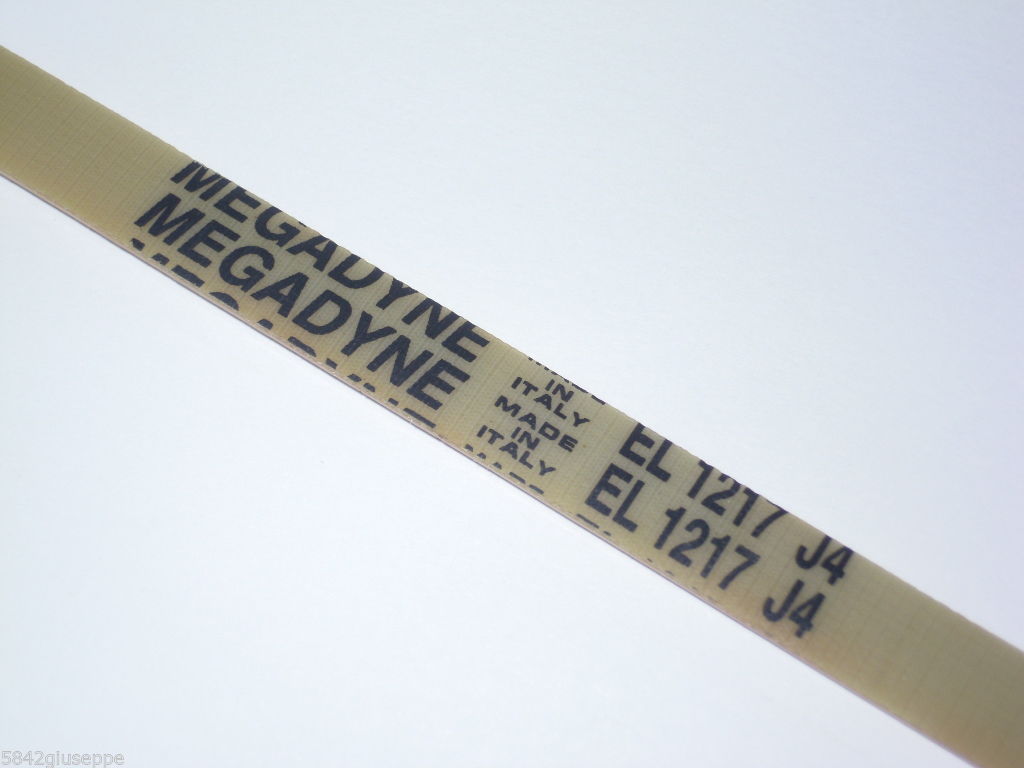 MEGADYNE
MEGADYNE
IN
ITALY
MADE
IN
ITALY
EL 1217 J4
EL 1217 J4
5842giuseppe